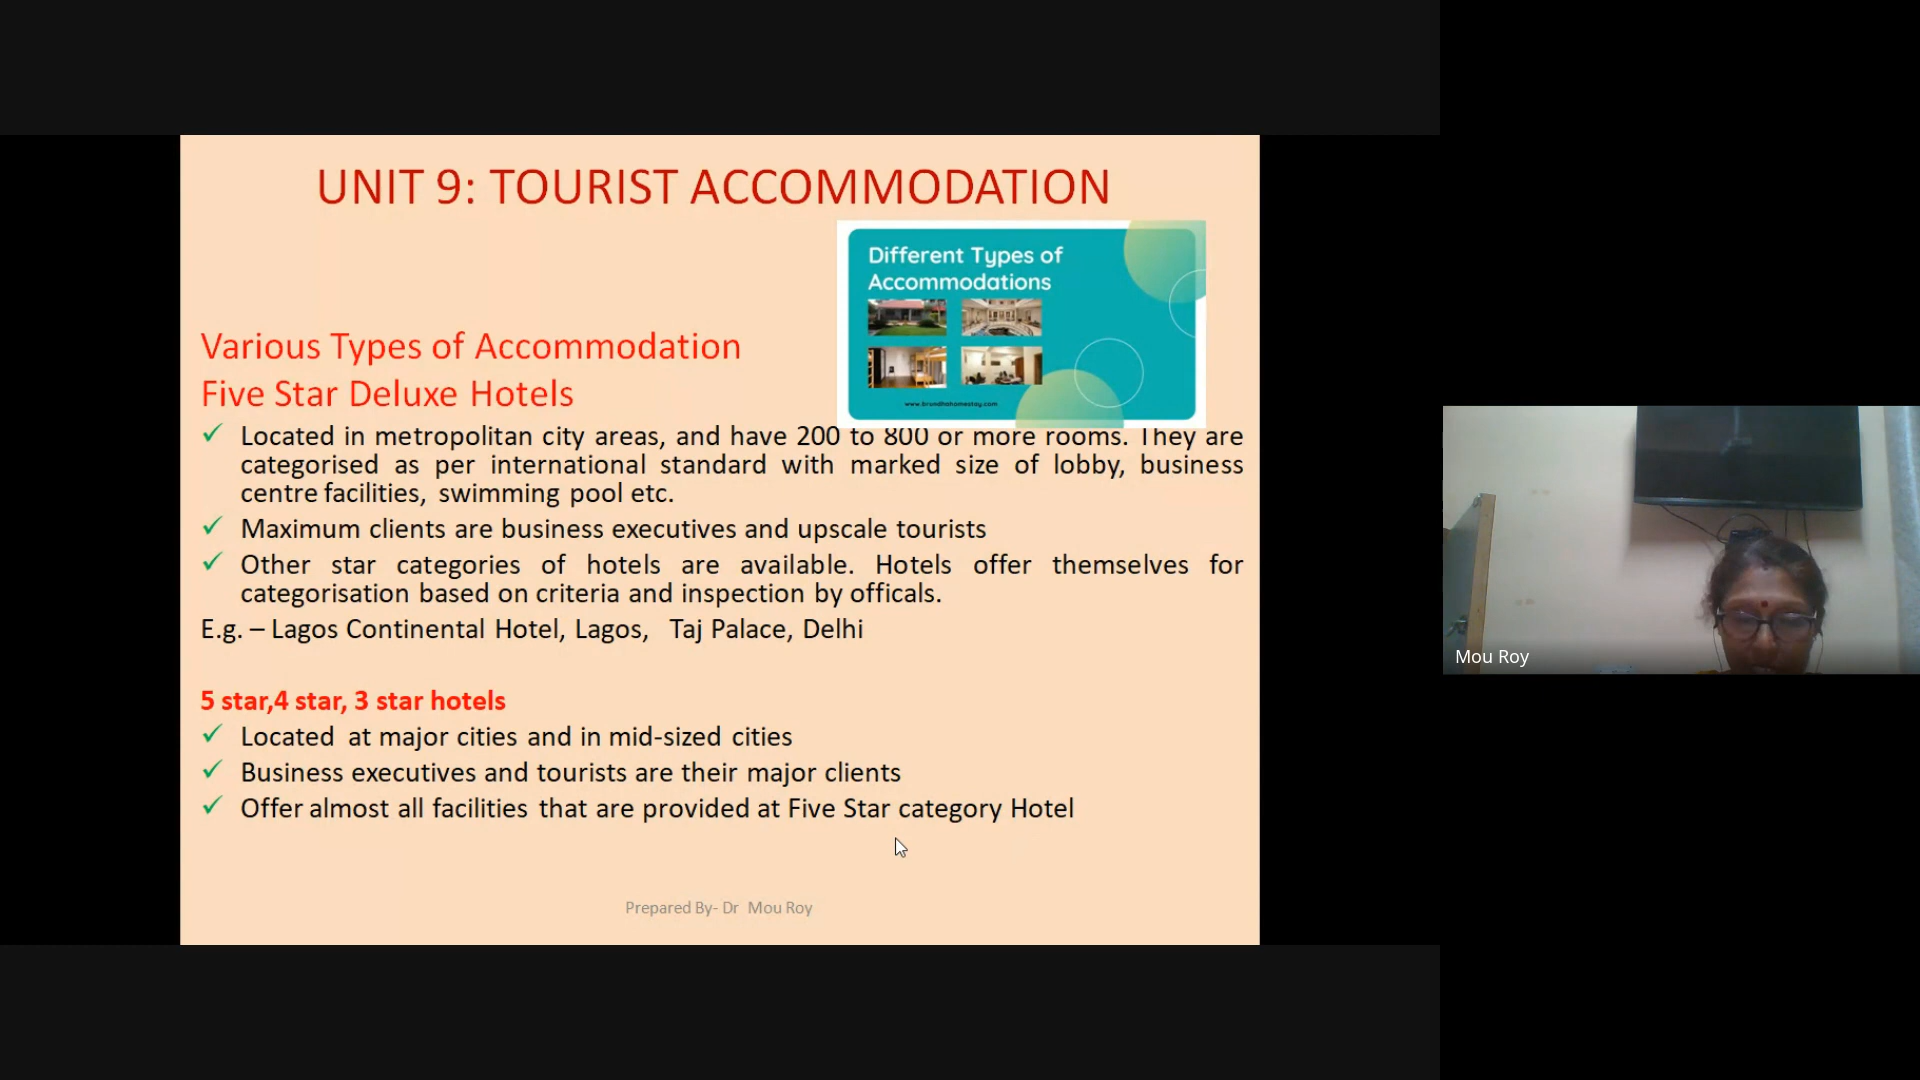 UNIT 9: TOURIST ACCOMMODATION
Different Types of
Accommodations
www.brundhahomestay.com
Various Types of Accommodation
Five Star Deluxe Hotels
✓ Located in metropolitan city areas, and have 200 to 800 or more rooms. They are
categorised as per international standard with marked size of lobby, business
centre facilities, swimming pool etc.
✓ Maximum clients are business executives and upscale tourists
✓ Other star categories of hotels are available. Hotels offer themselves for
categorisation based on criteria and inspection by officals.
E.g. – Lagos Continental Hotel, Lagos, Taj Palace, Delhi
5 star,4 star, 3 star hotels
✓ Located at major cities and in mid-sized cities
✓ Business executives and tourists are their major clients
✓ Offer almost all facilities that are provided at Five Star category Hotel
Prepared By- Dr Mou Roy
Mou Roy